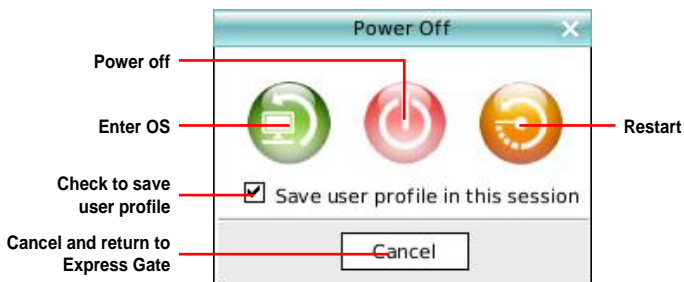 Power Off
Power off
Enter OS
Restart
Check to save
user profile
Save user profile in this session
Cancel and return to
Express Gate
Cancel